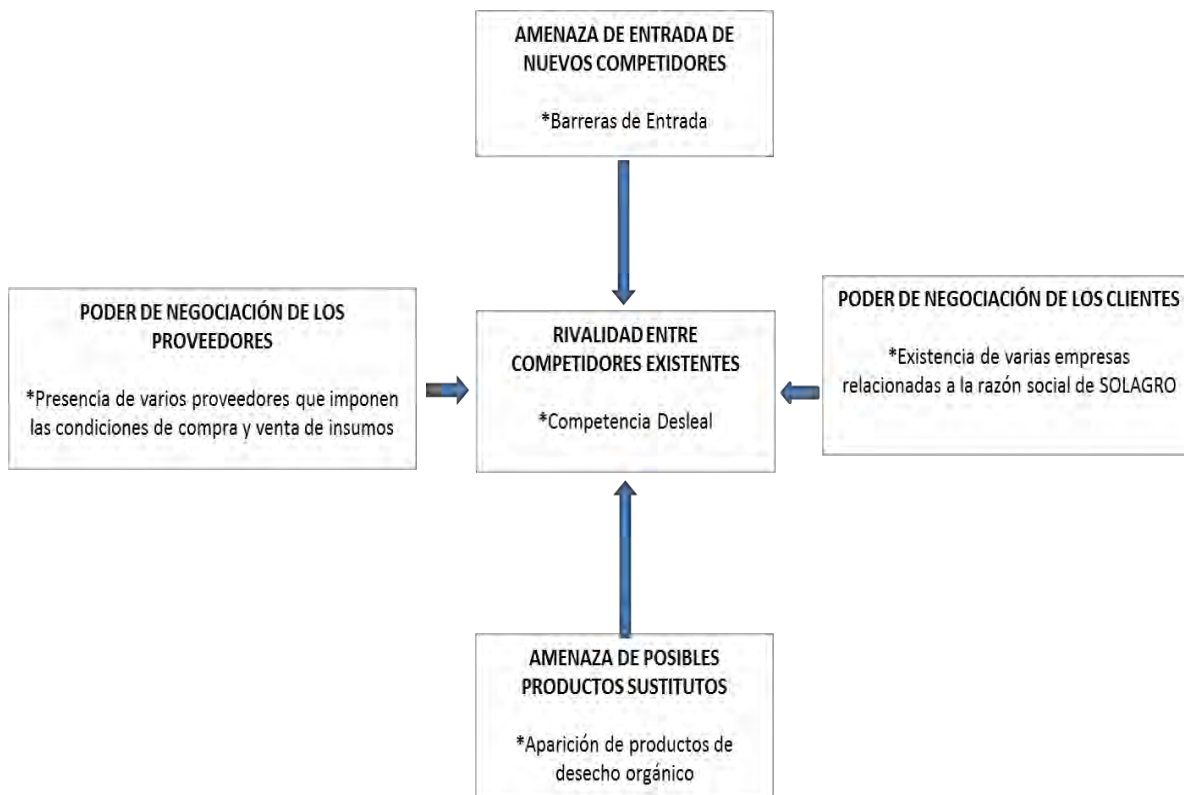 AMENAZA DE ENTRADA DE
NUEVOS COMPETIDORES
*Barreras de Entrada
PODER DE NEGOCIACIÓN DE LOS
PROVEEDORES
*Presencia de varios proveedores que imponen
las condiciones de compra y venta de insumos
RIVALIDAD ENTRE
COMPETIDORES EXISTENTES
*Competencia Desleal
PODER DE NEGOCIACIÓN DE LOS CLIENTES
*Existencia de varias empresas
relacionadas a la razón social de SOLAGRO
AMENAZA DE POSIBLES
PRODUCTOS SUSTITUTOS
*Aparición de productos de
desecho orgánico